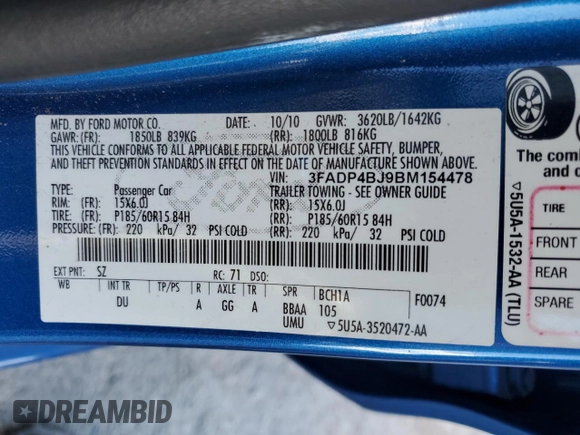 MFD. BY FORD MOTOR CO. DATE: 10/10 GVWR: 3620LB/1642KG
GAWR: (FR) 1850LB 839KG (RR): 1800LB 816KG
THIS VEHICLE CONFORMS TO ALL APPLICABLE FEDERAL MOTOR VEHICLE SAFETY, BUMPER,
AND THEFT PREVENTION STANDARDS IN EFFECT ON THE DATE OF MANUFACTURE SHOWN ABOVE.
VIN: 3FADP4BJ9BM154478
TYPE: Passenger Car TRAILER TOWING - SEE OWNER GUIDE
RIM: (FR) 15X6.0J (RR): 15X6.0J
TIRE: (FR) P185/60R15 84H (RR): P185/60R15 84H
PRESSURE: (FR) 220 kPa/ 32 PSI COLD (RR): 220 kPa/ 32 PSI COLD
EXT PNT: SZ RC: 71 DSO:
WB INT TR TP/PS R AXLE TR SPR BCH1A F0074
DU A GG A BBAA 105
UMU ▽5U5A-3520472-AA
▽5U5A-1532-AA (TLU)
The com
and o
TIRE
FRONT
REAR
SPARE
DREAMBID